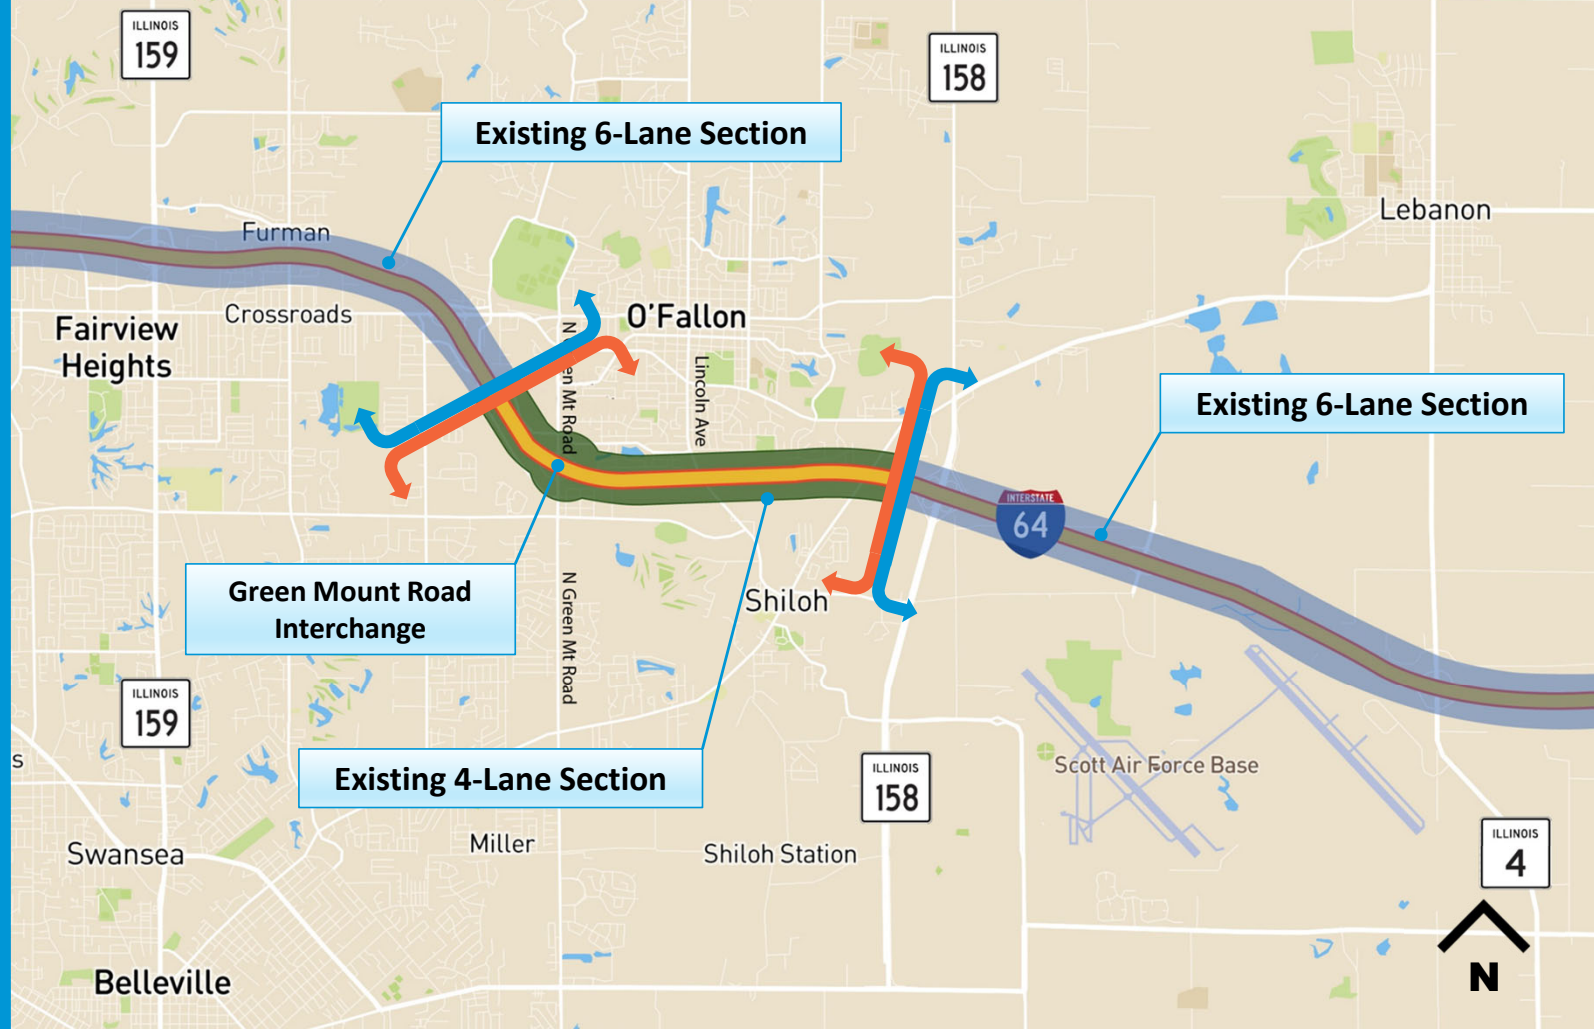 ILLINOIS
159
ILLINOIS
158
Existing 6-Lane Section
Lebanon
Furman
Crossroads
O'Fallon
Fairview
Heights
N
en Mt Road
Lincoln Ave
Existing 6-Lane Section
INTERSTATE
64
Green Mount Road
Interchange
Shiloh
N Green Mt Road
ILLINOIS
159
s
Existing 4-Lane Section
ILLINOIS
158
Scott Air Force Base
Swansea
Miller
Shiloh Station
ILLINOIS
4
Belleville
N